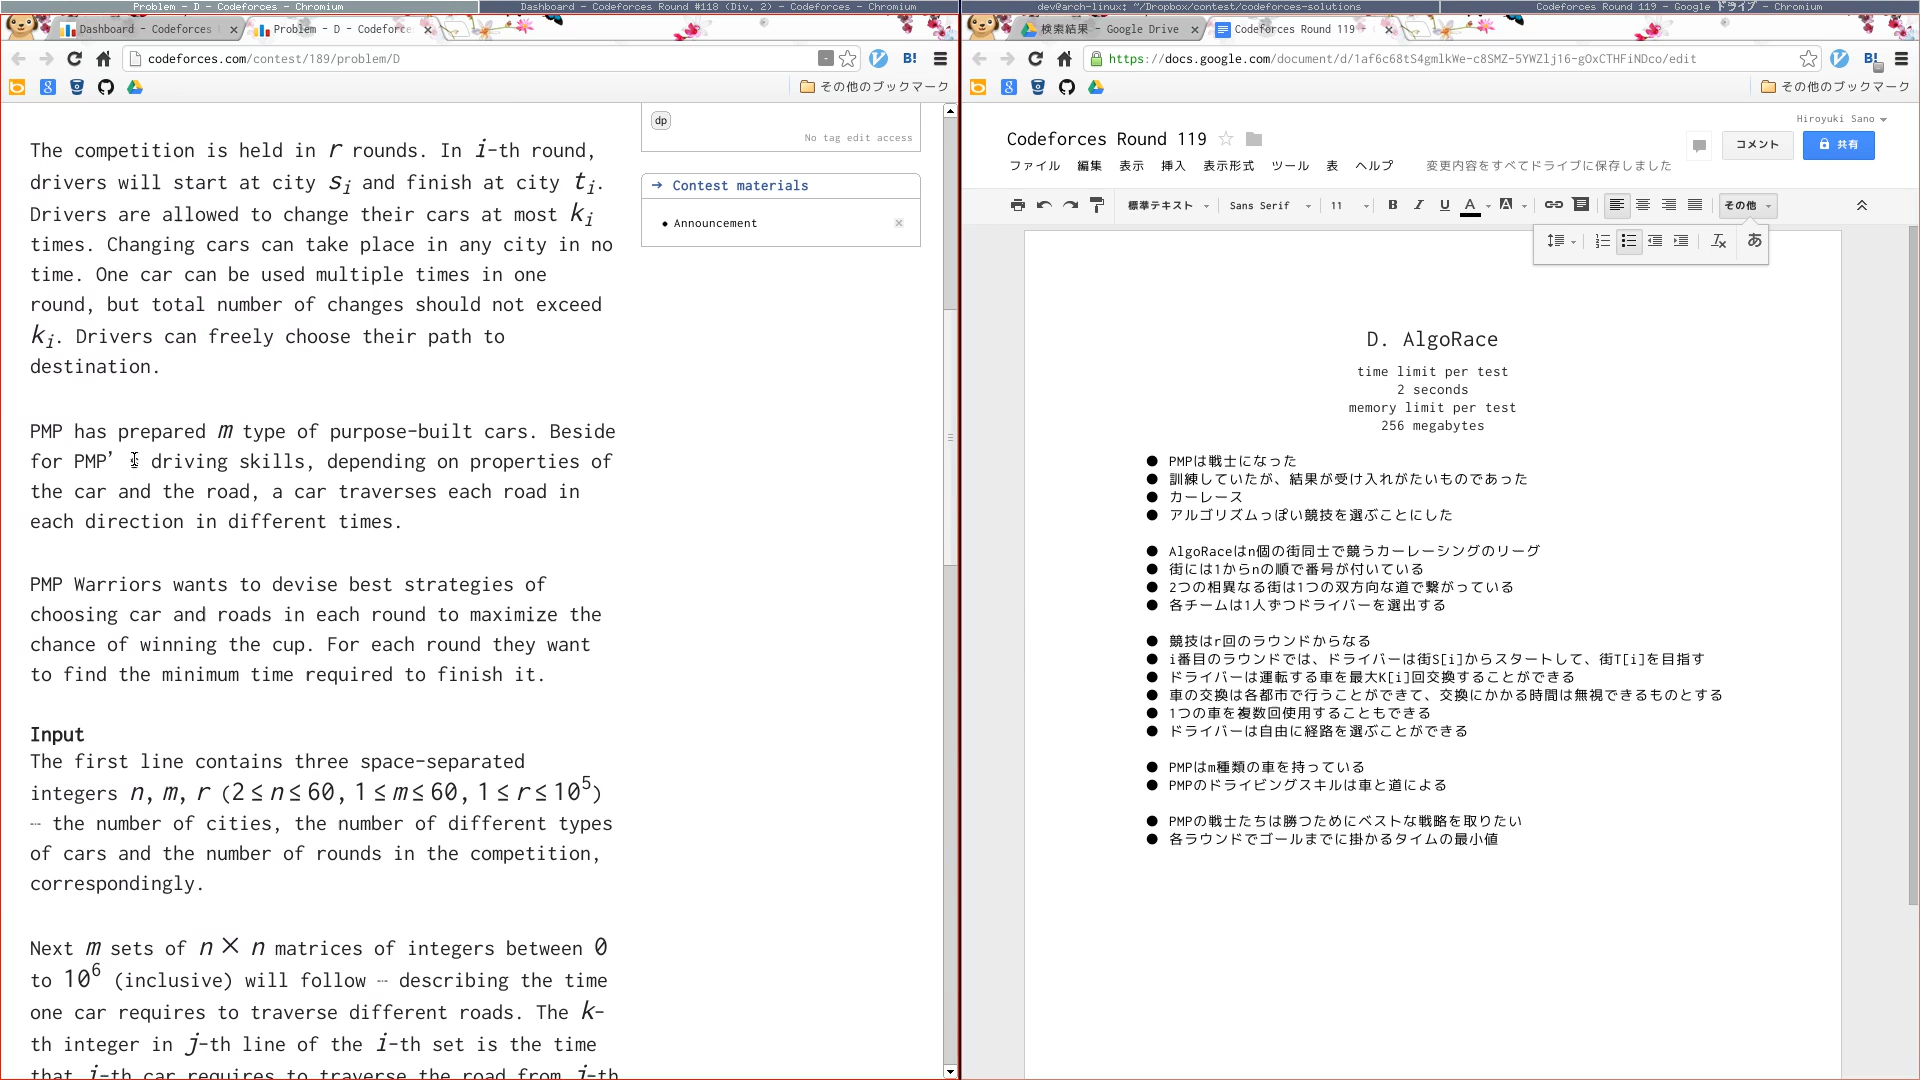 Problem - D - Codeforces - Chromium
Dashboard - Codeforces Round #118 (Div. 2) - Codeforces - Chromium
dev@arch-linux: ~/Dropbox/contest/codeforces-solutions
Codeforces Round 119 - Google ドライブ - Chromium
Dashboard - Codeforces
Problem - D - Codeforces
codeforces.com/contest/189/problem/D
B!
その他のブックマーク
The competition is held in r rounds. In i-th round,
drivers will start at city si and finish at city ti.
Drivers are allowed to change their cars at most ki
times. Changing cars can take place in any city in no
time. One car can be used multiple times in one
round, but total number of changes should not exceed
ki. Drivers can freely choose their path to
destination.
PMP has prepared m type of purpose-built cars. Beside
for PMP’s driving skills, depending on properties of
the car and the road, a car traverses each road in
each direction in different times.
PMP Warriors wants to devise best strategies of
choosing car and roads in each round to maximize the
chance of winning the cup. For each round they want
to find the minimum time required to finish it.
Input
The first line contains three space-separated
integers n, m, r (2 ≤ n ≤ 60, 1 ≤ m ≤ 60, 1 ≤ r ≤ 10^5)
— the number of cities, the number of different types
of cars and the number of rounds in the competition,
correspondingly.
Next m sets of n × n matrices of integers between 0
to 10^6 (inclusive) will follow — describing the time
one car requires to traverse different roads. The k-
th integer in j-th line of the i-th set is the time
that i-th car requires to traverse the road from j-th
dp
No tag edit access
→ Contest materials
Announcement
検索結果 - Google Drive
Codeforces Round 119 -
https://docs.google.com/document/d/1af6c68tS4gmlkWe-c8SMZ-5YWZlj16-gOxCTHFiNDco/edit
B!
その他のブックマーク
Hiroyuki Sano
Codeforces Round 119
コメント
共有
ファイル 編集 表示 挿入 表示形式 ツール 表 ヘルプ 変更内容をすべてドライブに保存しました
標準テキスト Sans Serif 11 B I U A A その他
あ
D. AlgoRace
time limit per test
2 seconds
memory limit per test
256 megabytes
● PMPは戦士になった
● 訓練していたが、結果が受け入れがたいものであった
● カーレース
● アルゴリズムっぽい競技を選ぶことにした
● AlgoRaceはn個の街同士で競うカーレーシングのリーグ
● 街には1からnの順で番号が付いている
● 2つの相異なる街は1つの双方向な道で繋がっている
● 各チームは1人ずつドライバーを選出する
● 競技はr回のラウンドからなる
● i番目のラウンドでは、ドライバーは街S[i]からスタートして、街T[i]を目指す
● ドライバーは運転する車を最大K[i]回交換することができる
● 車の交換は各都市で行うことができて、交換にかかる時間は無視できるものとする
● 1つの車を複数回使用することもできる
● ドライバーは自由に経路を選ぶことができる
● PMPはm種類の車を持っている
● PMPのドライビングスキルは車と道による
● PMPの戦士たちは勝つためにベストな戦略を取りたい
● 各ラウンドでゴールまでに掛かるタイムの最小値